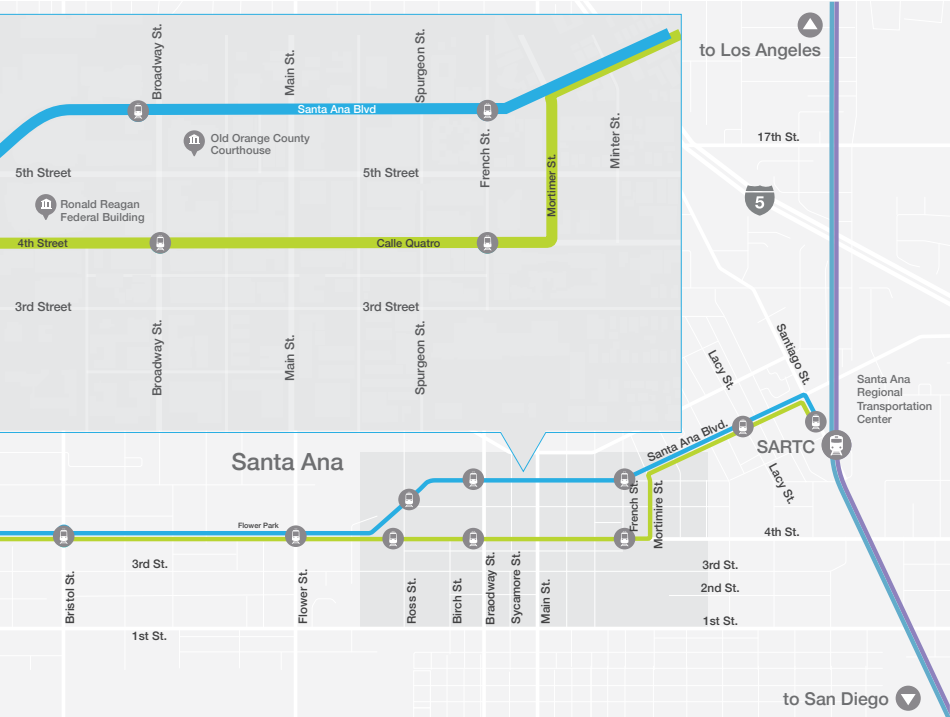 Broadway St.
Main St.
Spurgeon St.
to Los Angeles
Santa Ana Blvd
Old Orange County
Courthouse
French St.
Mortimer St.
Minter St.
17th St.
5th Street
5th Street
5
Ronald Reagan
Federal Building
4th Street
Calle Quatro
3rd Street
3rd Street
Broadway St.
Main St.
Spurgeon St.
Lacy St.
Santiago St.
Santa Ana
Regional
Transportation
Center
Santa Ana Blvd.
SARTC
Santa Ana
Lacy St.
French St.
Mortimire St.
Flower Park
4th St.
3rd St.
3rd St.
Bristol St.
Flower St.
Ross St.
Birch St.
Braodway St.
Sycamore St.
Main St.
2nd St.
1st St.
1st St.
to San Diego